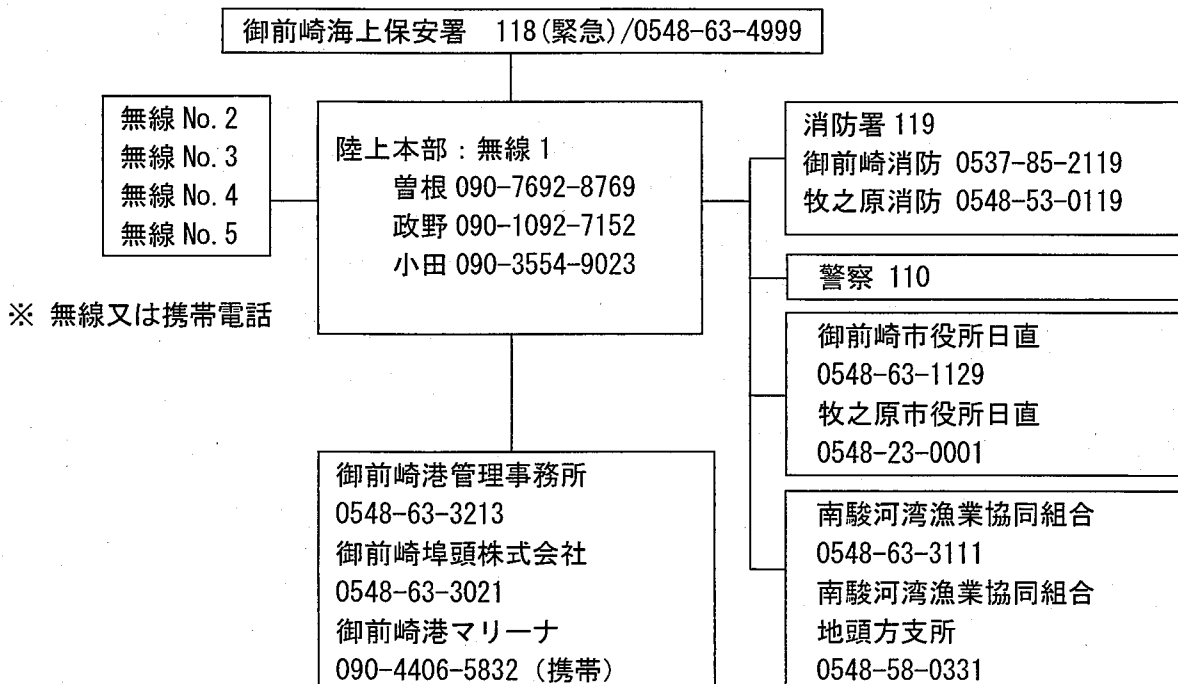 御前崎海上保安署　118(緊急)/0548-63-4999
無線 No. 2
無線 No. 3
無線 No. 4
無線 No. 5
※ 無線又は携帯電話
陸上本部：無線 1
曽根 090-7692-8769
政野 090-1092-7152
小田 090-3554-9023
消防署 119
御前崎消防 0537-85-2119
牧之原消防 0548-53-0119
警察 110
御前崎市役所日直
0548-63-1129
牧之原市役所日直
0548-23-0001
御前崎港管理事務所
0548-63-3213
御前崎埠頭株式会社
0548-63-3021
御前崎港マリーナ
090-4406-5832（携帯）
南駿河湾漁業協同組合
0548-63-3111
南駿河湾漁業協同組合
地頭方支所
0548-58-0331